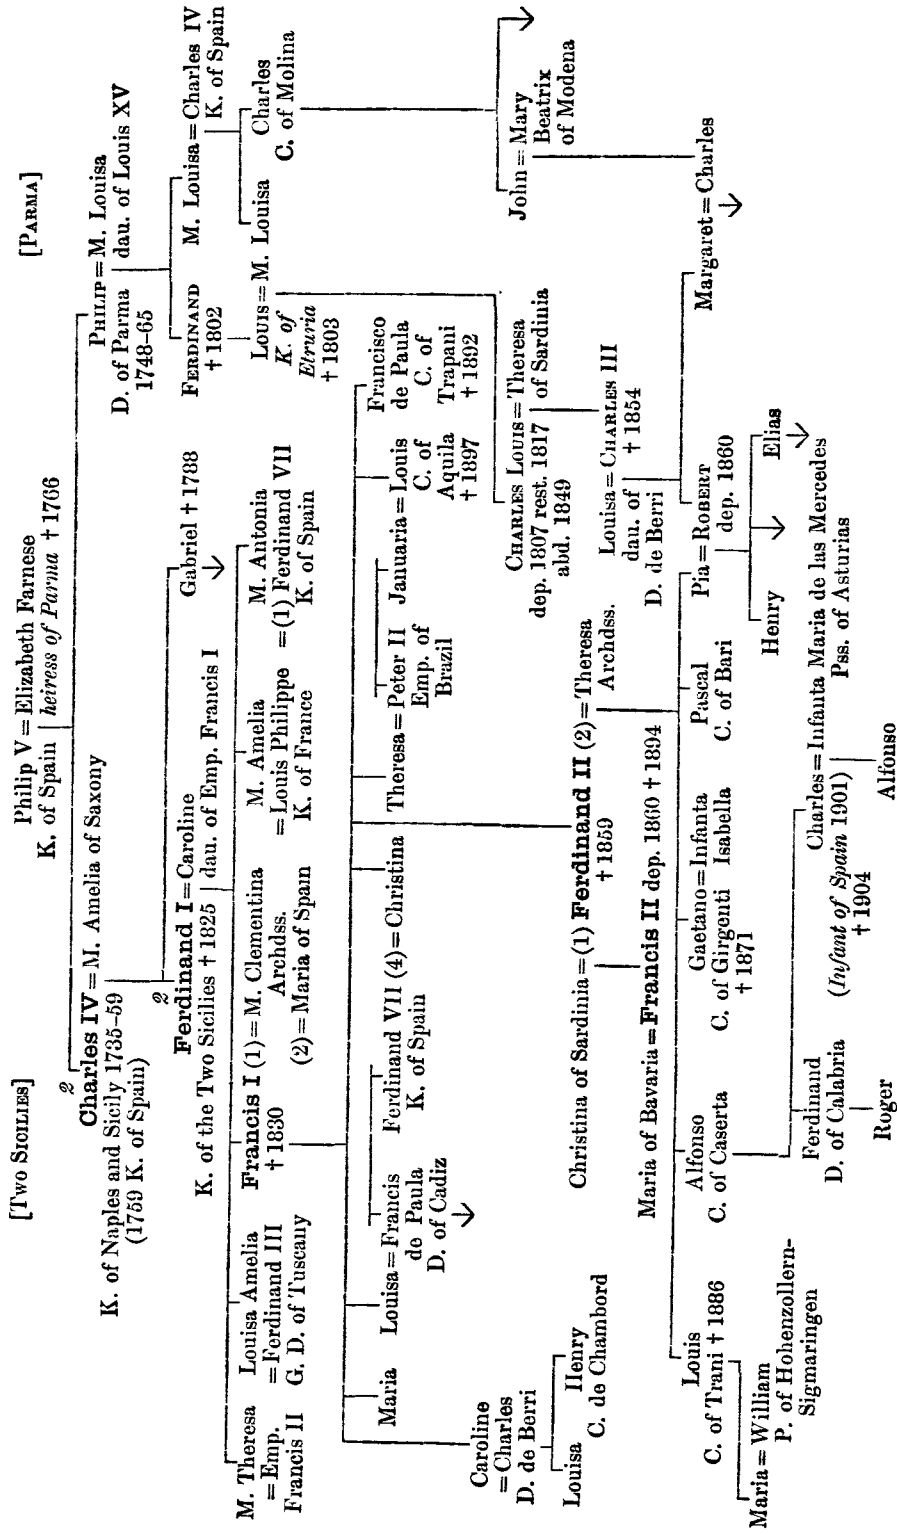 [TWO SICILIES]
[PARMA]
Philip V = Elizabeth Farnese
K. of Spain heiress of Parma † 1766
2
Charles IV = M. Amelia of Saxony
K. of Naples and Sicily 1735–59
(1759 K. of Spain)
PHILIP = M. Louisa
D. of Parma dau. of Louis XV
1748–65
2
Ferdinand I = Caroline
K. of the Two Sicilies † 1825 dau. of Emp. Francis I
Gabriel † 1788
FERDINAND
† 1802
M. Louisa = Charles IV
K. of Spain
M. Theresa
= Emp.
Francis II
Louisa Amelia
= Ferdinand III
G. D. of Tuscany
Francis I (1) = M. Clementina
† 1830 Archdss.
(2) = Maria of Spain
M. Amelia
= Louis Philippe
K. of France
M. Antonia
= (1) Ferdinand VII
K. of Spain
LOUIS = M. Louisa
K. of
Etruria
† 1803
Charles
C. of Molina
Maria
Louisa = Francis
de Paula
D. of Cadiz
Ferdinand VII (4) = Christina
K. of Spain
Theresa = Peter II
Emp. of
Brazil
Januaria = Louis
C. of
Aquila
† 1897
Francisco
de Paula
C. of
Trapani
† 1892
Caroline
= Charles
D. de Berri
Louisa
Henry
C. de Chambord
CHARLES LOUIS = Theresa
dep. 1807 rest. 1817 of Sardinia
abd. 1849
John = Mary
Beatrix
of Modena
Christina of Sardinia = (1) Ferdinand II (2) = Theresa
† 1859 Archdss.
Louisa = CHARLES III
dau. of † 1854
D. de Berri
Maria of Bavaria = Francis II dep. 1860 † 1894
Louis
C. of Trani † 1886
Alfonso
C. of Caserta
Gaetano = Infanta
C. of Girgenti Isabella
† 1871
Pascal
C. of Bari
Pia = ROBERT
dep. 1860
Margaret = Charles
Maria = William
P. of Hohenzollern-
Sigmaringen
Ferdinand
D. of Calabria
Roger
Charles = Infanta Maria de las Mercedes
(Infant of Spain 1901) Pss. of Asturias
† 1904
Alfonso
Henry
Elias